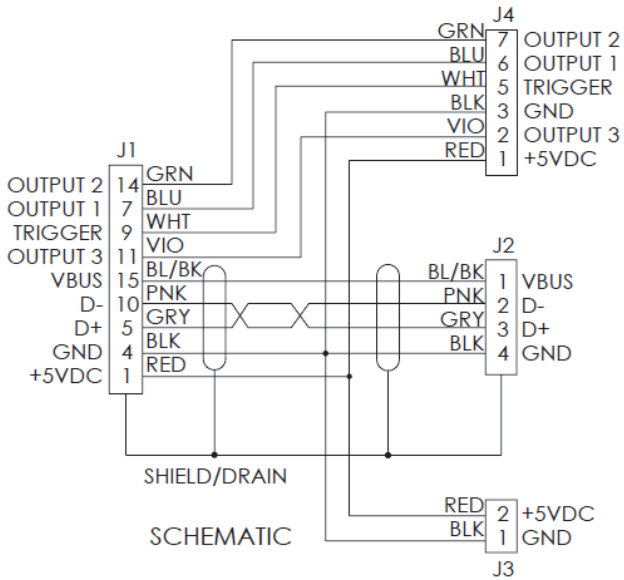 J4
GRN 7 OUTPUT 2
BLU 6 OUTPUT 1
WHT 5 TRIGGER
BLK 3 GND
VIO 2 OUTPUT 3
RED 1 +5VDC
J1
OUTPUT 2 14 GRN
OUTPUT 1 7 BLU
TRIGGER 9 WHT
OUTPUT 3 11 VIO
VBUS 15 BL/BK
D- 10 PNK
D+ 5 GRY
GND 4 BLK
+5VDC 1 RED
J2
BL/BK 1 VBUS
PNK 2 D-
GRY 3 D+
BLK 4 GND
SHIELD/DRAIN
SCHEMATIC
RED 2 +5VDC
BLK 1 GND
J3